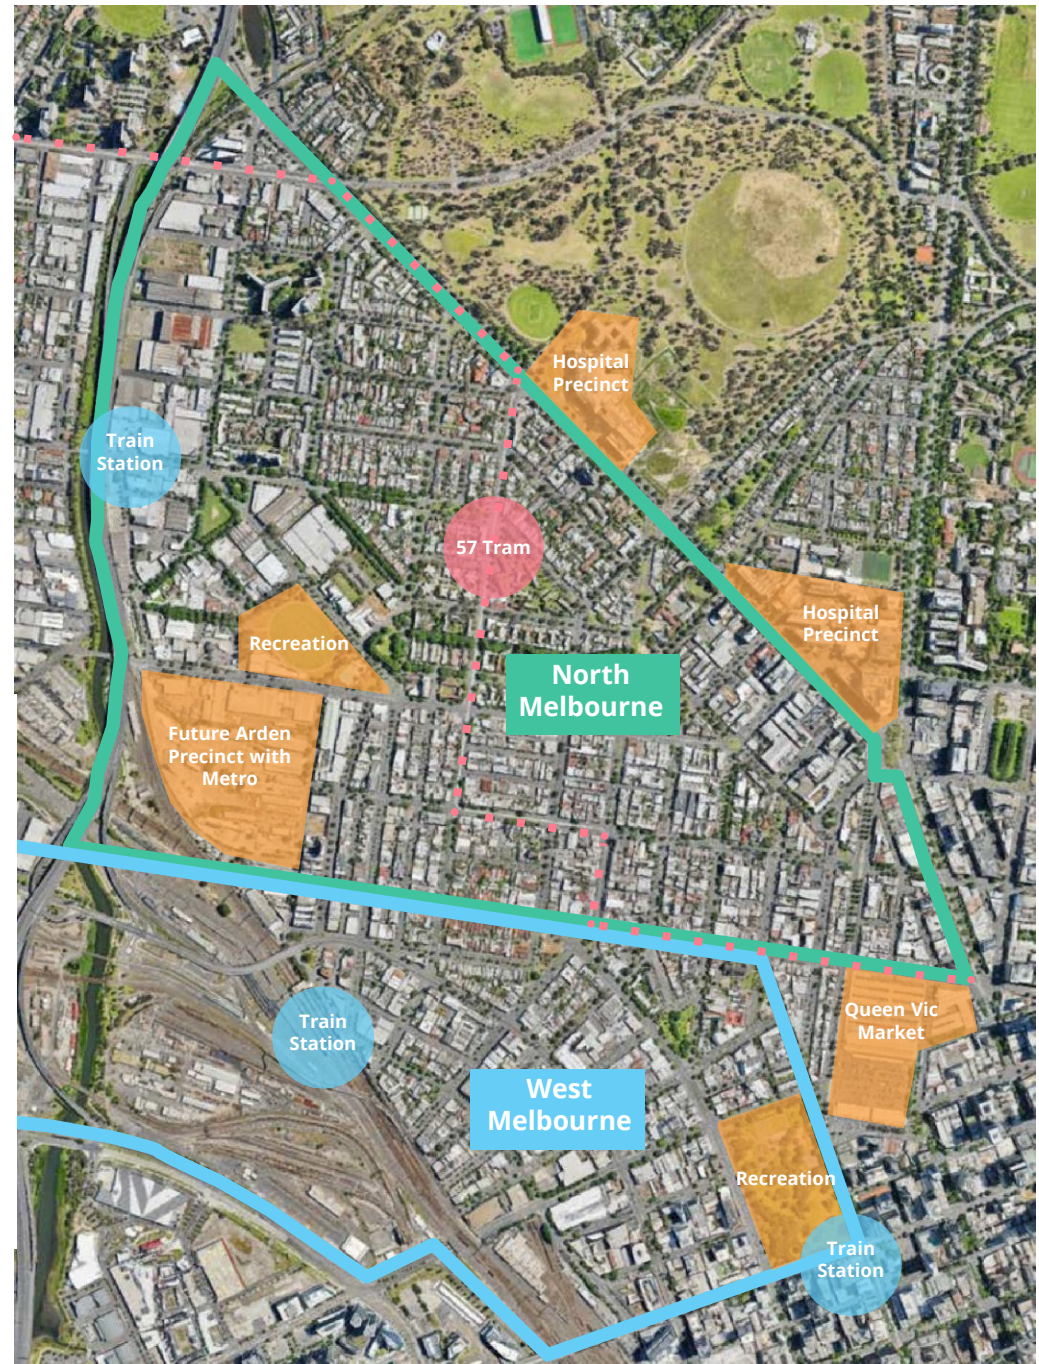 Hospital
Precinct
Train
Station
57 Tram
Hospital
Precinct
Recreation
North
Melbourne
Future Arden
Precinct with
Metro
Queen Vic
Market
Train
Station
West
Melbourne
Recreation
Train
Station